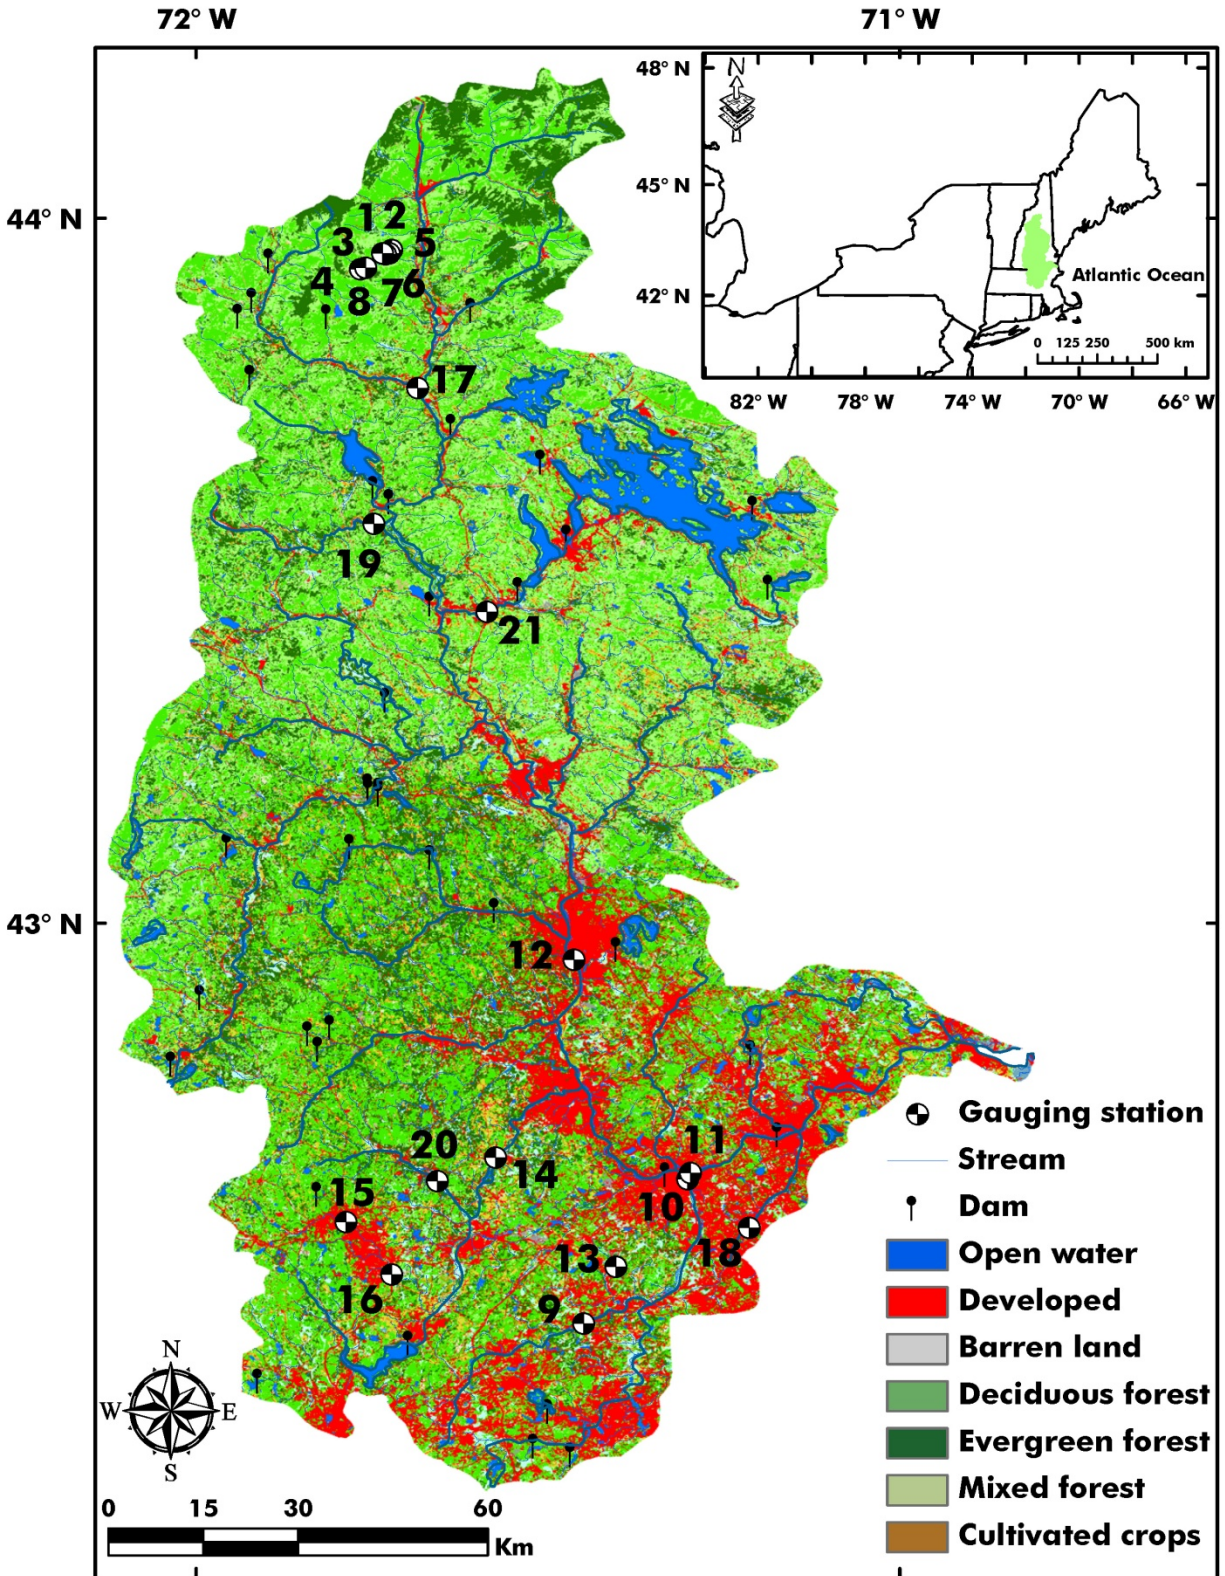 72° W
71° W
48° N
N
45° N
42° N
Atlantic Ocean
0 125 250 500 km
82° W
78° W
74° W
70° W
66° W
44° N
1 2
3
5
4
7 6
8
17
19
21
43° N
12
11
20
14
10
15
18
13
16
9
Gauging station
Stream
Dam
Open water
Developed
Barren land
Deciduous forest
Evergreen forest
Mixed forest
Cultivated crops
N
W
E
S
0 15 30 60
Km